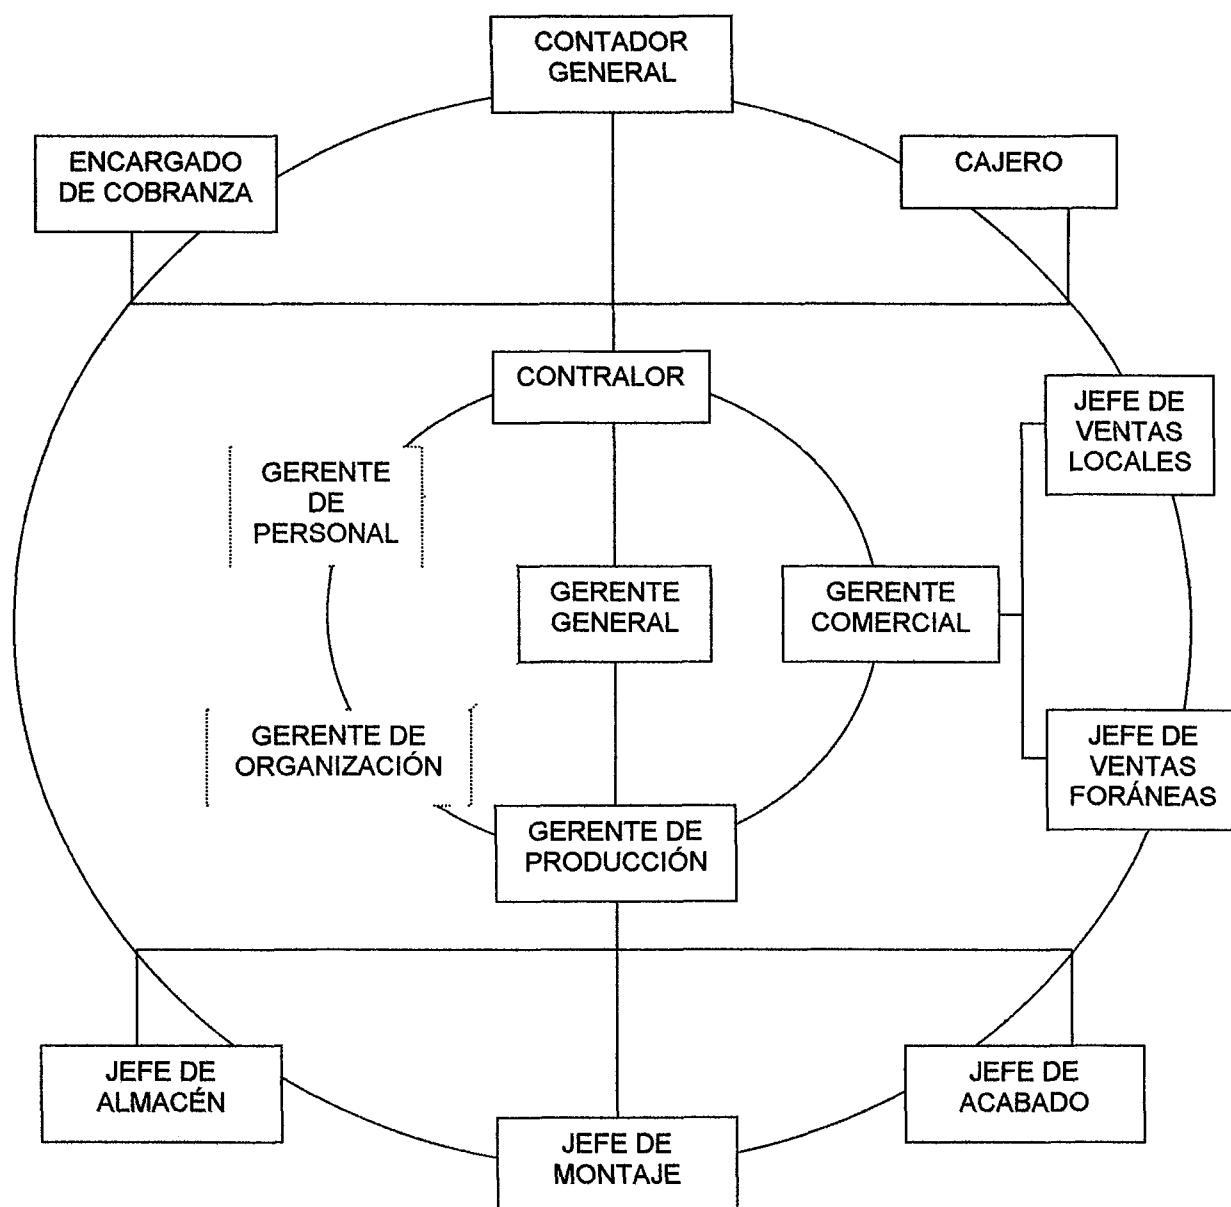 CONTADOR
GENERAL
ENCARGADO
DE COBRANZA
CAJERO
CONTRALOR
JEFE DE
VENTAS
LOCALES
GERENTE
DE
PERSONAL
GERENTE
GENERAL
GERENTE
COMERCIAL
GERENTE DE
ORGANIZACIÓN
JEFE DE
VENTAS
FORÁNEAS
GERENTE DE
PRODUCCIÓN
JEFE DE
ALMACÉN
JEFE DE
ACABADO
JEFE DE
MONTAJE